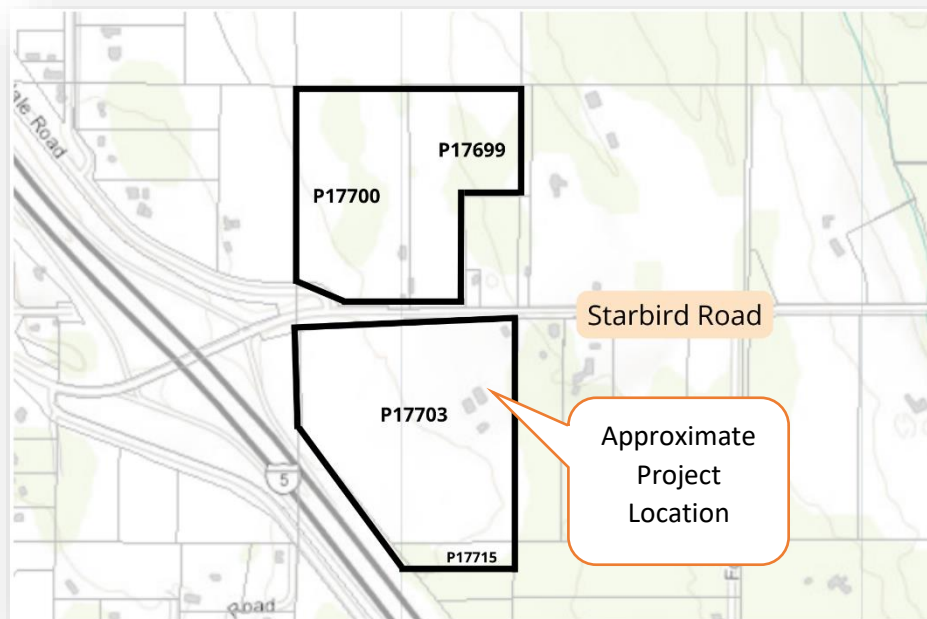 ale Road
P17699
P17700
Starbird Road
P17703
Approximate
Project
Location
5
P17715
Road